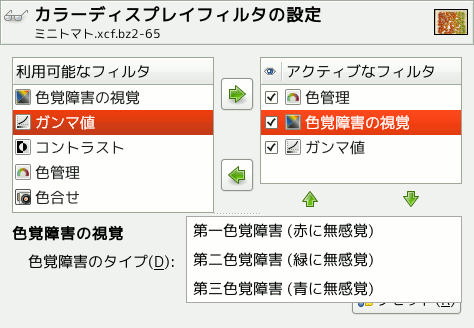 カラーディスプレイフィルタの設定
ミニトマト.xcf.bz2-65
利用可能なフィルタ
アクティブなフィルタ
色覚障害の視覚
色管理
ガンマ値
色覚障害の視覚
コントラスト
ガンマ値
色管理
色合せ
色覚障害の視覚
第一色覚障害 (赤に無感覚)
色覚障害のタイプ(D):
第二色覚障害 (緑に無感覚)
第三色覚障害 (青に無感覚)